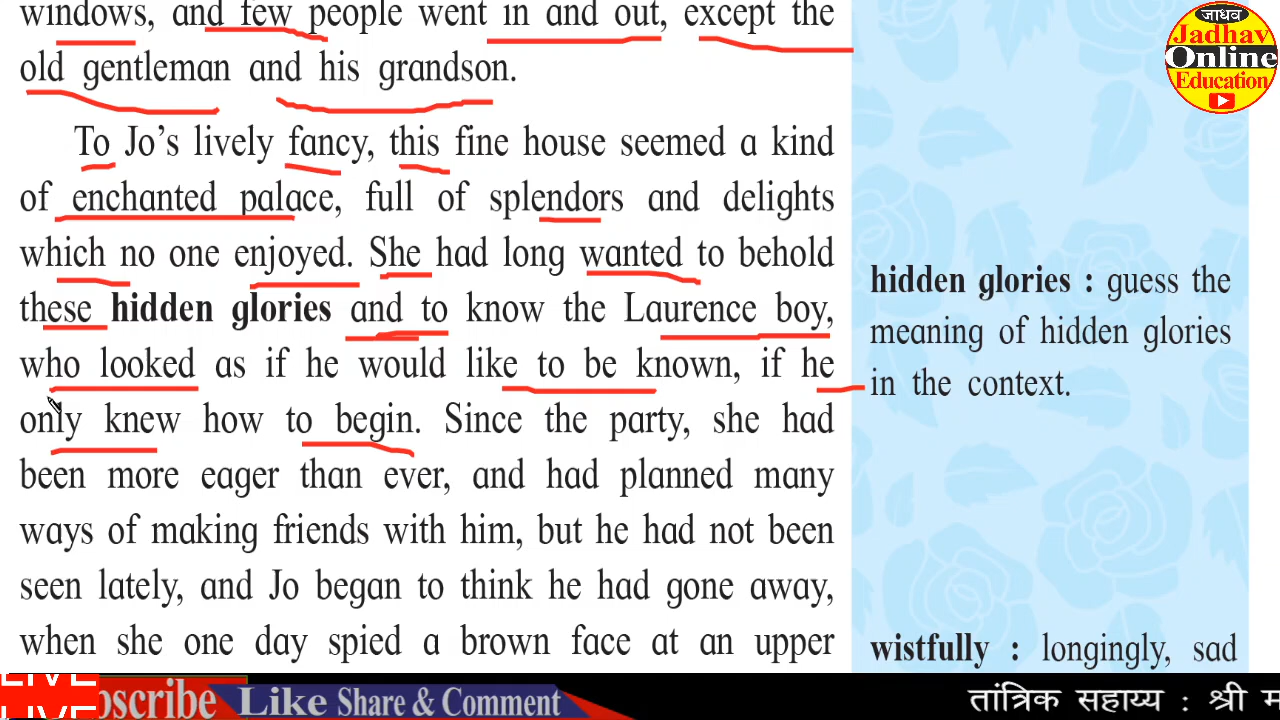 windows, and few people went in and out, except the
old gentleman and his grandson.
To Jo's lively fancy, this fine house seemed a kind
of enchanted palace, full of splendors and delights
which no one enjoyed. She had long wanted to behold
these hidden glories and to know the Laurence boy,
who looked as if he would like to be known, if he
only knew how to begin. Since the party, she had
been more eager than ever, and had planned many
ways of making friends with him, but he had not been
seen lately, and Jo began to think he had gone away,
when she one day spied a brown face at an upper
hidden glories : guess the
meaning of hidden glories
in the context.
wistfully : longingly, sad
जाधव
Jadhav
Online
Education
LIVE
LIVE
Like Share & Comment
तांत्रिक सहाय्य : श्री